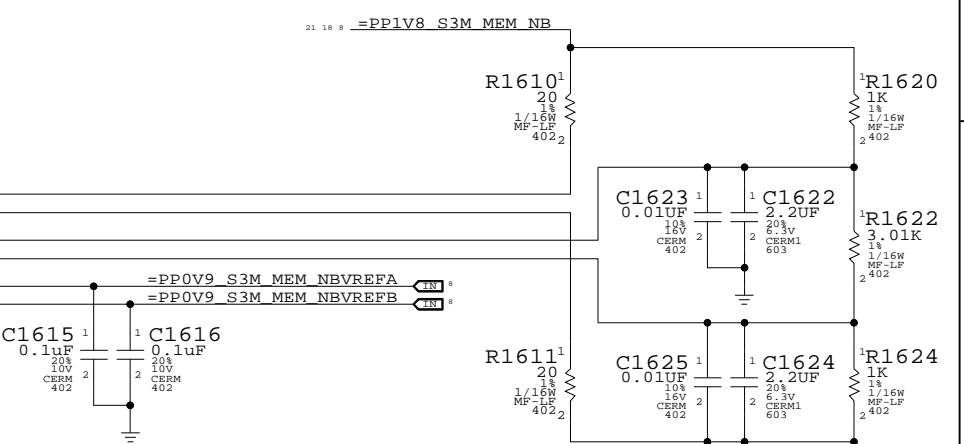 21 18 8 =PP1V8_S3M_MEM_NB
R1610 1
20
1%
1/16W
MF-LF
402 2
1 R1620
1K
1%
1/16W
MF-LF
2 402
C1623 1
0.01UF
10%
16V
CERM 2
402
1 C1622
2.2UF
20%
6.3V
2 CERM1
603
1 R1622
3.01K
1%
1/16W
MF-LF
2 402
=PP0V9_S3M_MEM_NBVREFA IN 8
=PP0V9_S3M_MEM_NBVREFB IN 8
C1615 1
0.1uF
20%
10V
CERM 2
402
1 C1616
0.1uF
20%
10V
2 CERM
402
R1611 1
20
1%
1/16W
MF-LF
402 2
C1625 1
0.01UF
10%
16V
CERM 2
402
1 C1624
2.2UF
20%
6.3V
2 CERM1
603
1 R1624
1K
1%
1/16W
MF-LF
2 402